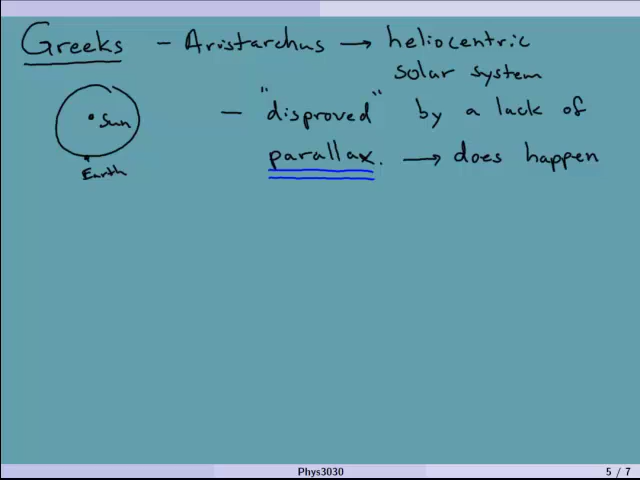 Greeks - Aristarchus → heliocentric
solar system
Sun
Earth
- "disproved" by a lack of
parallax. → does happen
Phys3030
5 / 7